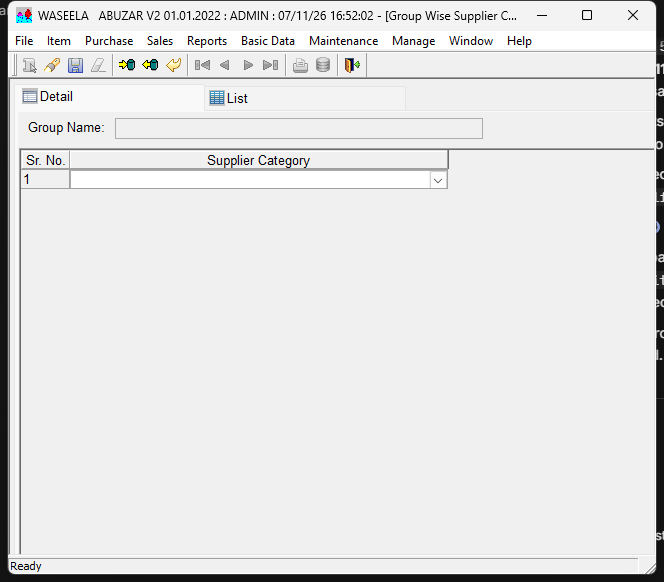 WASEELA ABUZAR V2 01.01.2022 : ADMIN : 07/11/26 16:52:02 - [Group Wise Supplier C...
File Item Purchase Sales Reports Basic Data Maintenance Manage Window Help
Detail List
Group Name:
Sr. No. Supplier Category
1
Ready